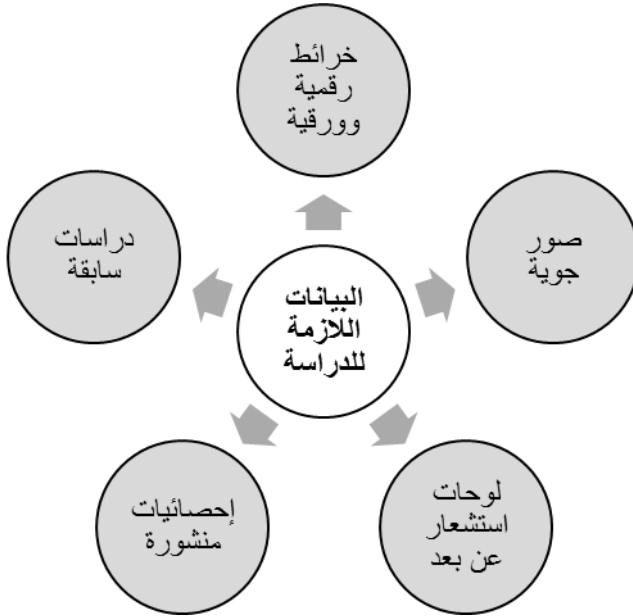 خرائط
رقمية
وورقية
صور
جوية
دراسات
سابقة
البيانات
اللازمة
للدراسة
لوحات
استشعار
عن بعد
إحصائيات
منشورة